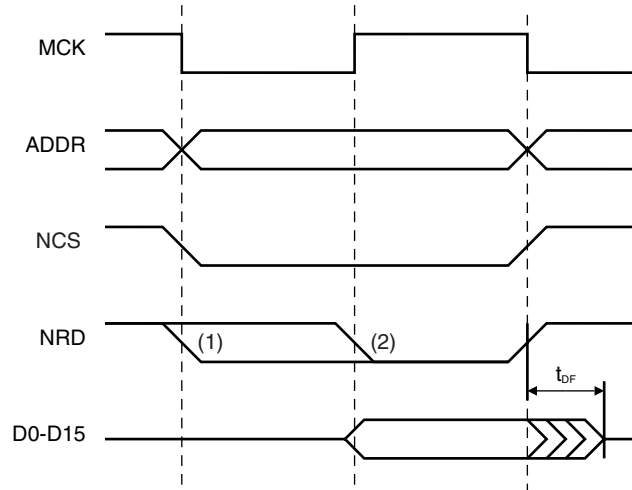 MCK
ADDR
NCS
NRD
(1)
(2)
tDF
D0-D15